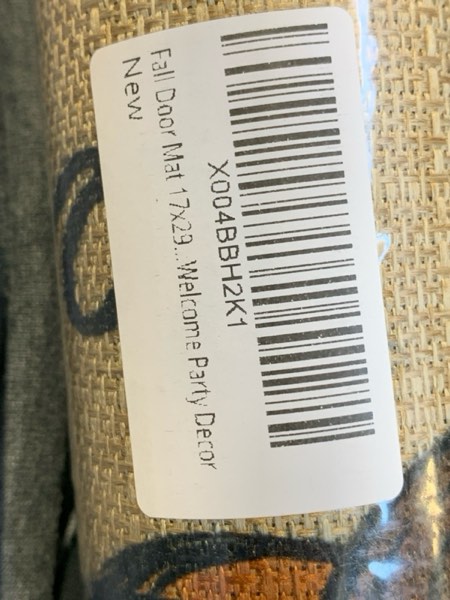 X004BBH2K1
Fall Door Mat 17x29...Welcome Party Decor
New